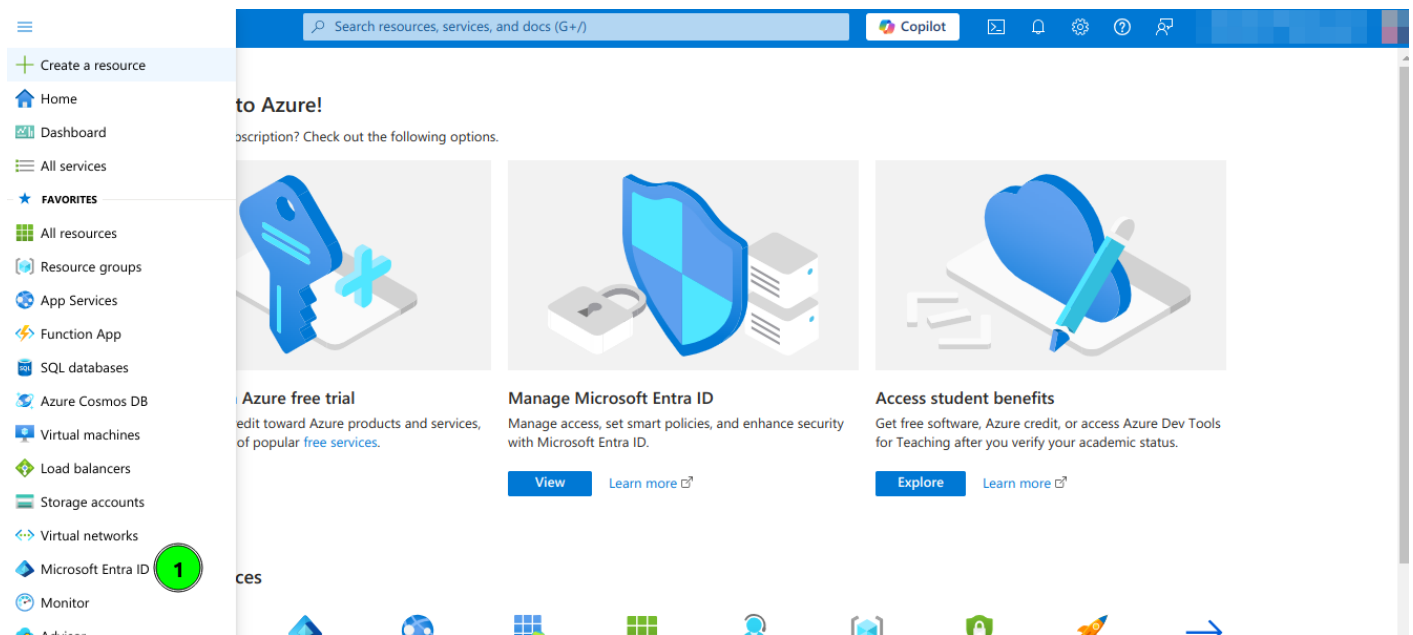 Search resources, services, and docs (G+/)
Copilot
Create a resource
Home
Dashboard
All services
FAVORITES
All resources
Resource groups
App Services
Function App
SQL databases
Azure Cosmos DB
Virtual machines
Load balancers
Storage accounts
Virtual networks
Microsoft Entra ID
1
Monitor
Advisor
to Azure!
Check out the following options.
Azure free trial
toward Azure products and services,
of popular free services.
Manage Microsoft Entra ID
Manage access, set smart policies, and enhance security
with Microsoft Entra ID.
View
Learn more
Access student benefits
Get free software, Azure credit, or access Azure Dev Tools
for Teaching after you verify your academic status.
Explore
Learn more
SQL